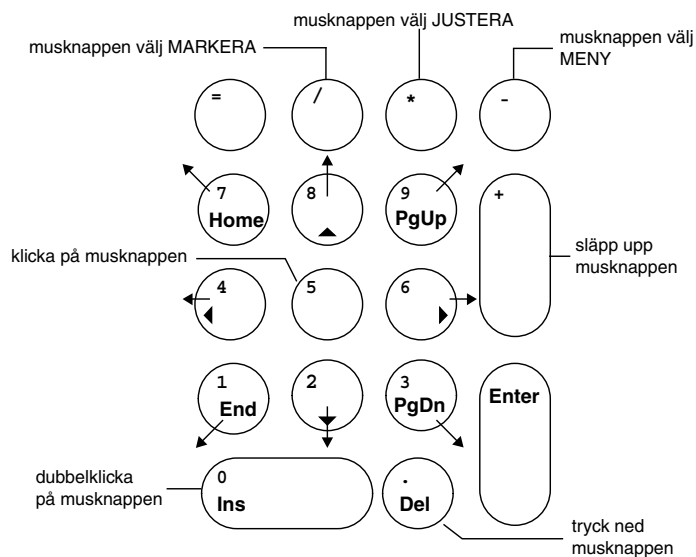 musknappen välj JUSTERA
musknappen välj MARKERA
musknappen välj
MENY
= / * -
7 8 9 +
Home PgUp
klicka på musknappen
släpp upp
musknappen
4 5 6
1 2 3
End PgDn Enter
dubbelklicka
på musknappen
0 .
Ins Del
tryck ned
musknappen